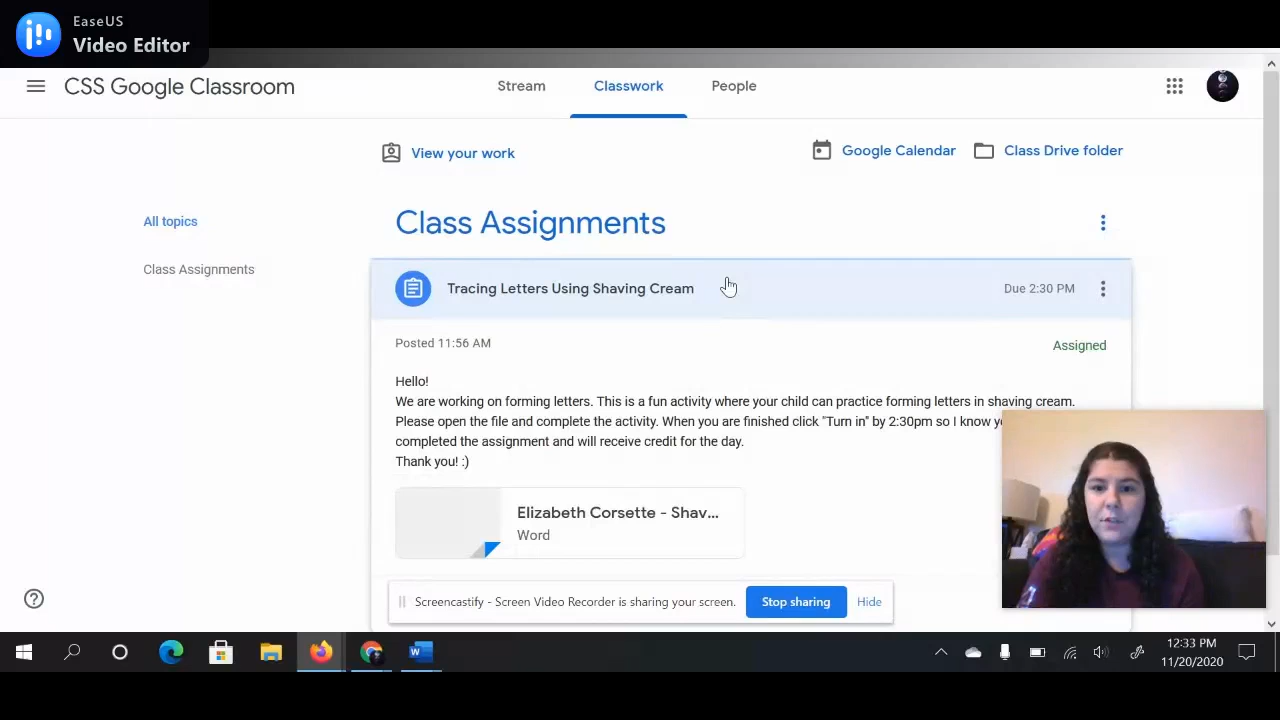 EaseUS
Video Editor
CSS Google Classroom
Stream
Classwork
People
View your work
Google Calendar
Class Drive folder
All topics
Class Assignments
Class Assignments
Tracing Letters Using Shaving Cream
Due 2:30 PM
Posted 11:56 AM
Assigned
Hello!
We are working on forming letters. This is a fun activity where your child can practice forming letters in shaving cream.
Please open the file and complete the activity. When you are finished click "Turn in" by 2:30pm so I know
completed the assignment and will receive credit for the day.
Thank you! :)
Elizabeth Corsette - Shav...
Word
Screencastify - Screen Video Recorder is sharing your screen.
Stop sharing
Hide
12:33 PM
11/20/2020